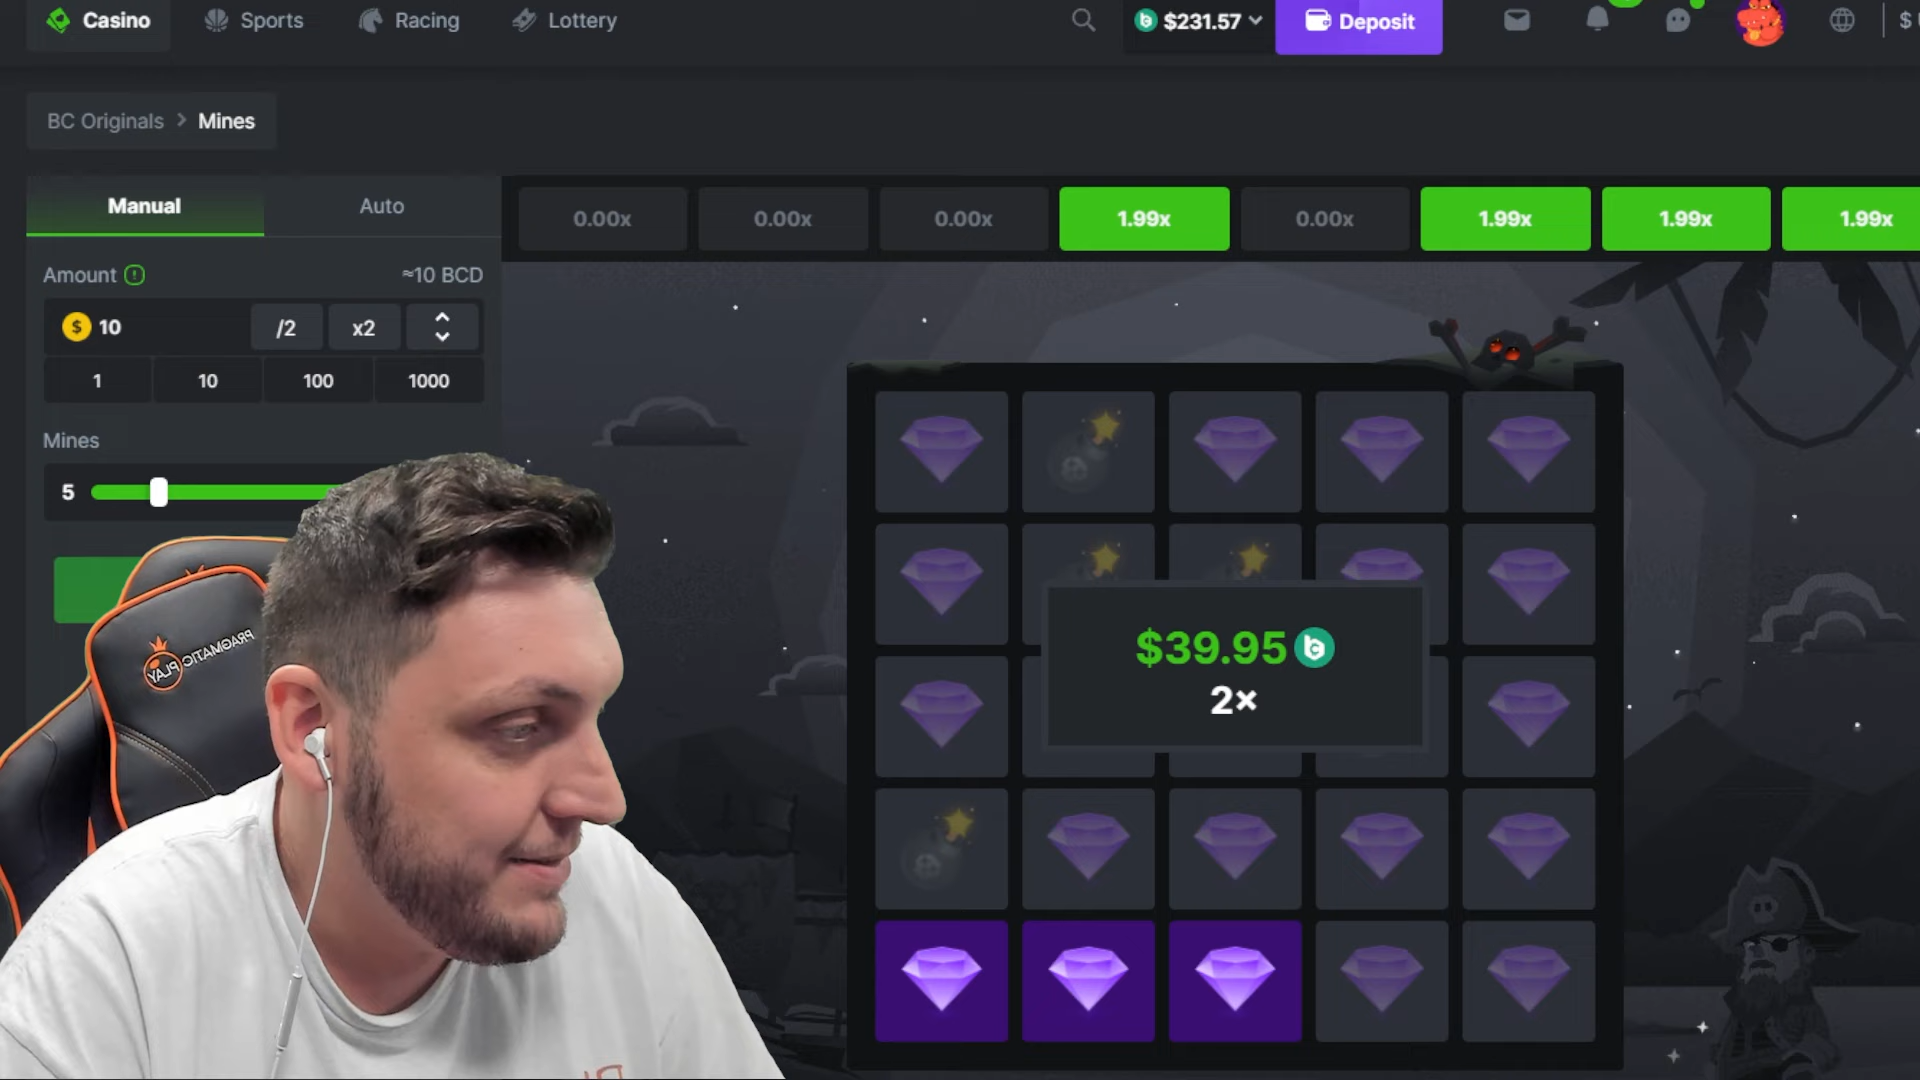 Casino Sports Racing Lottery $231.57 Deposit $
BC Originals > Mines
Manual Auto 0.00x 0.00x 0.00x 1.99x 0.00x 1.99x 1.99x 1.99x
Amount ≈10 BCD
$ 10 /2 x2
1 10 100 1000
Mines
5
PRAGMATIC
PLAY
$39.95
2×